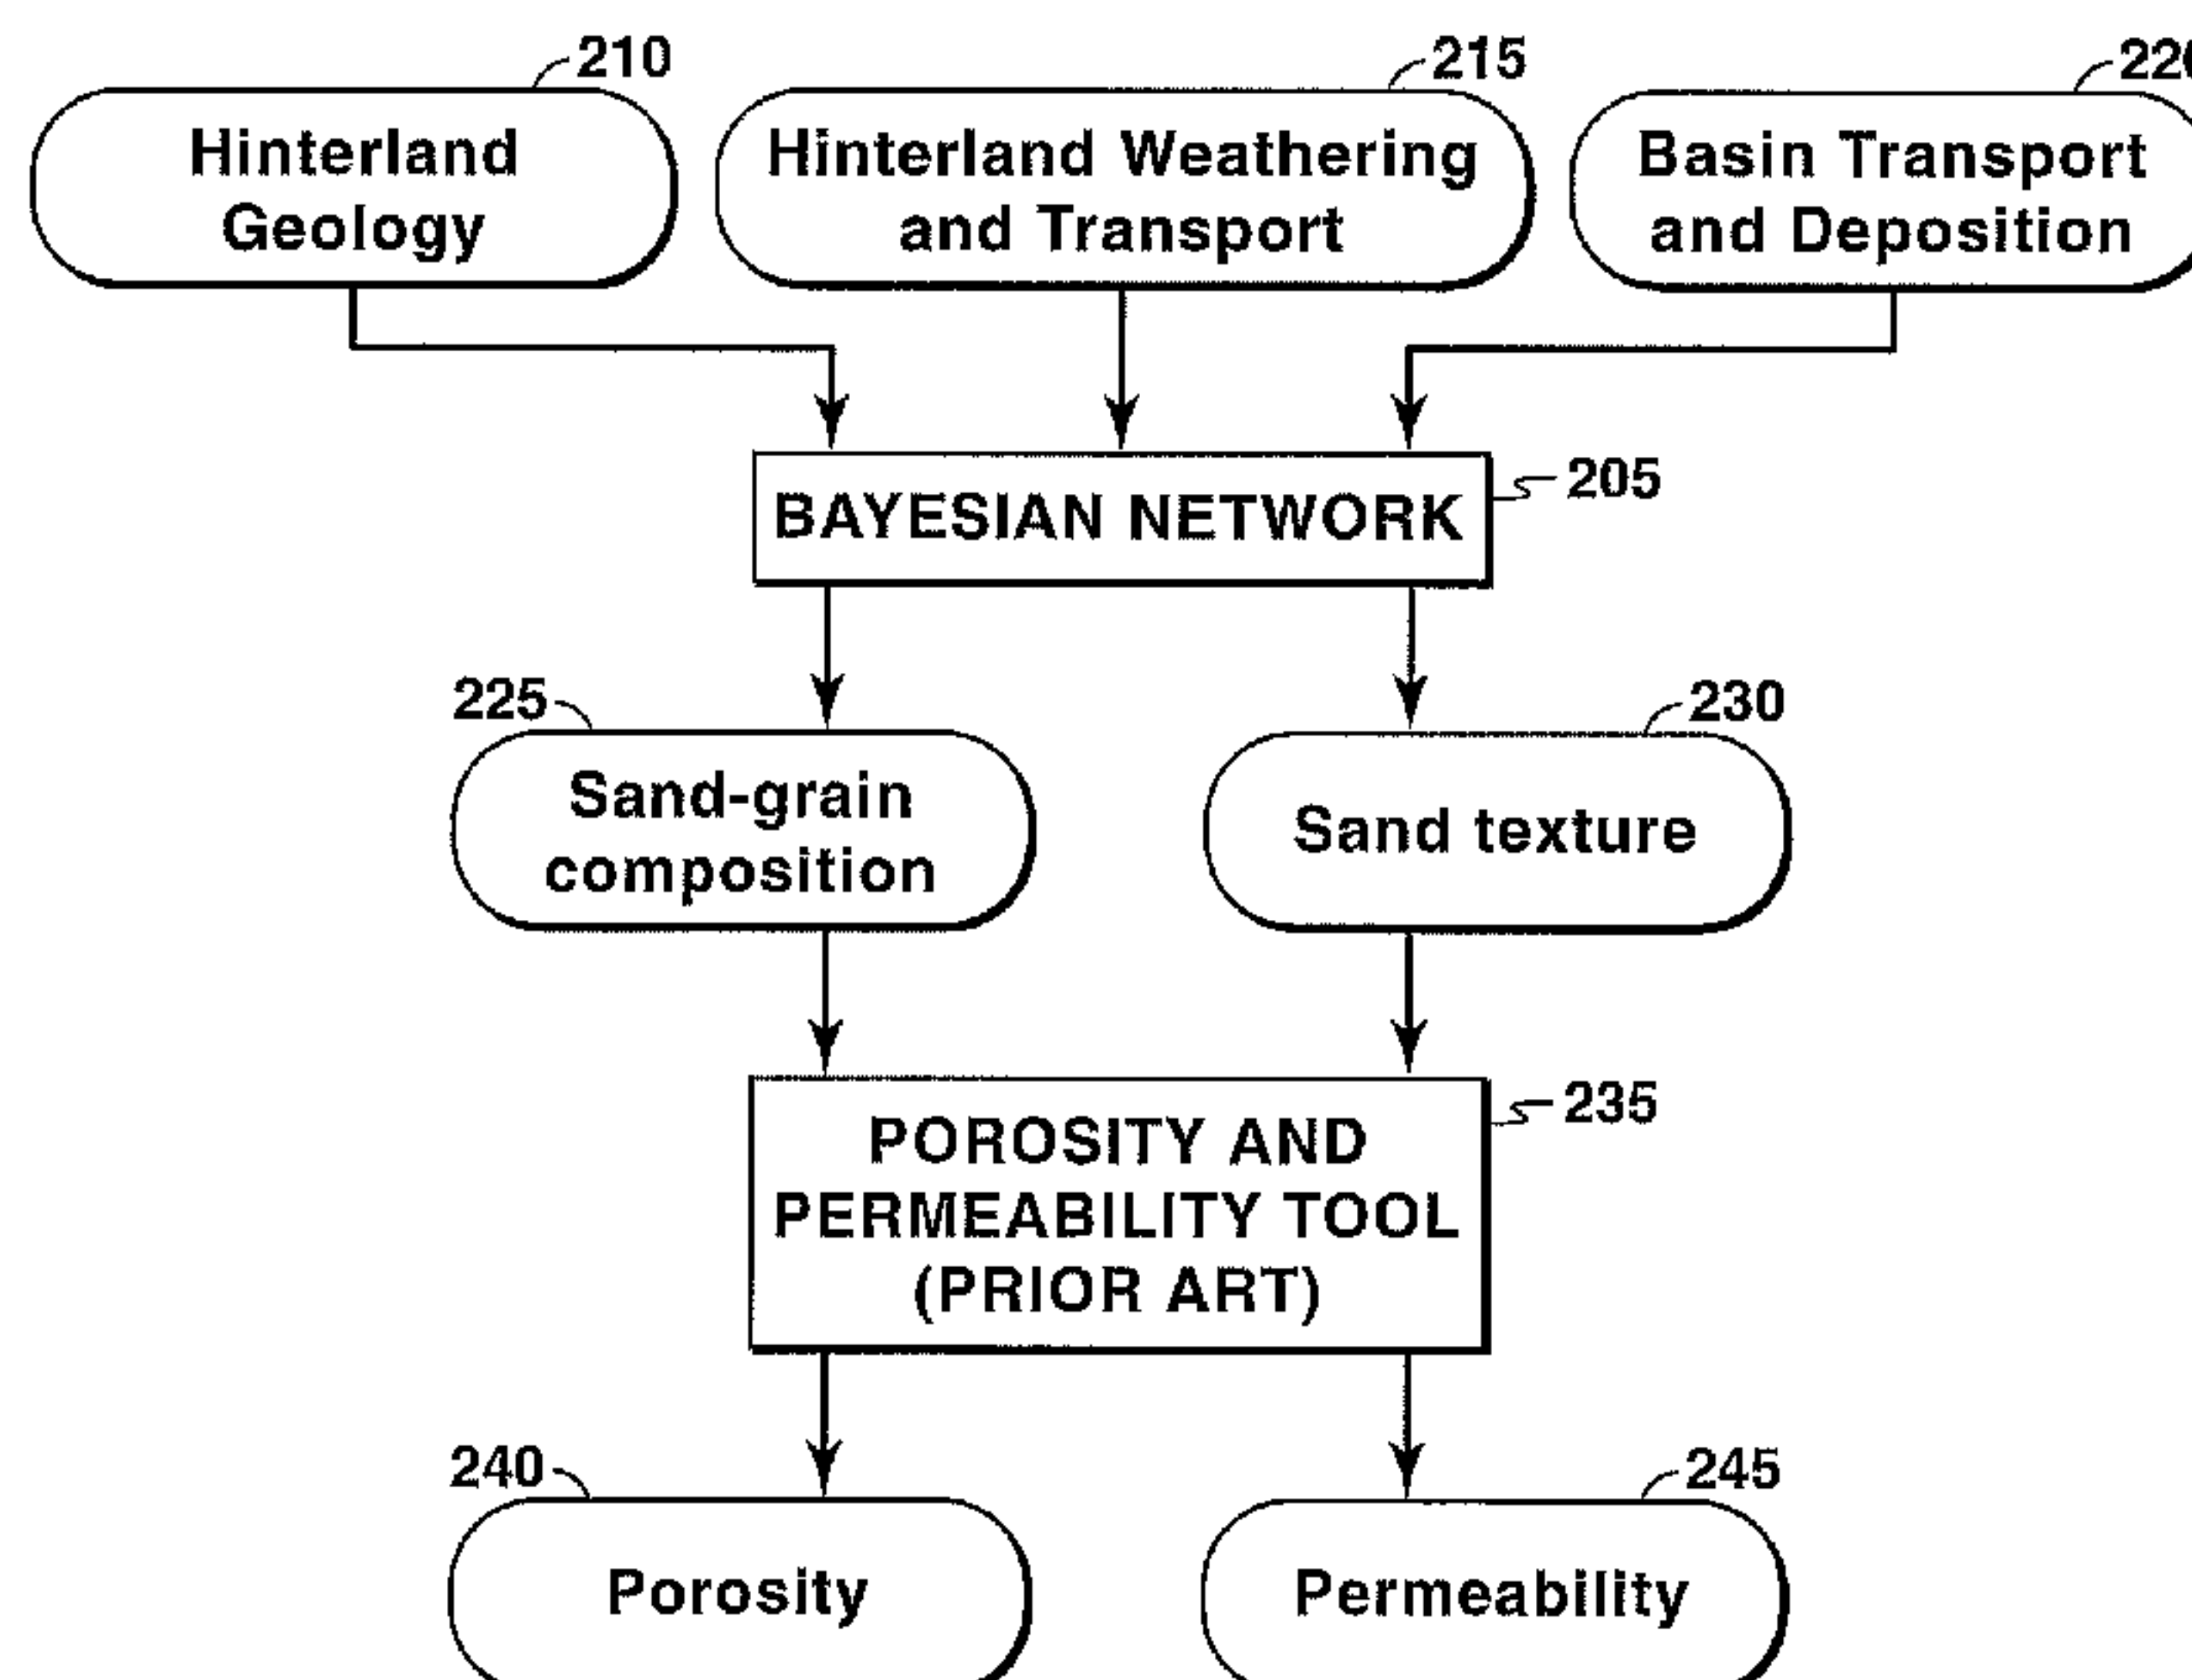 210
215
Hinterland
Geology
Hinterland Weathering
and Transport
Basin Transport
and Deposition
BAYESIAN NETWORK
205
225
230
Sand-grain
composition
Sand texture
POROSITY AND
PERMEABILITY TOOL
(PRIOR ART)
235
240
245
Porosity
Permeability